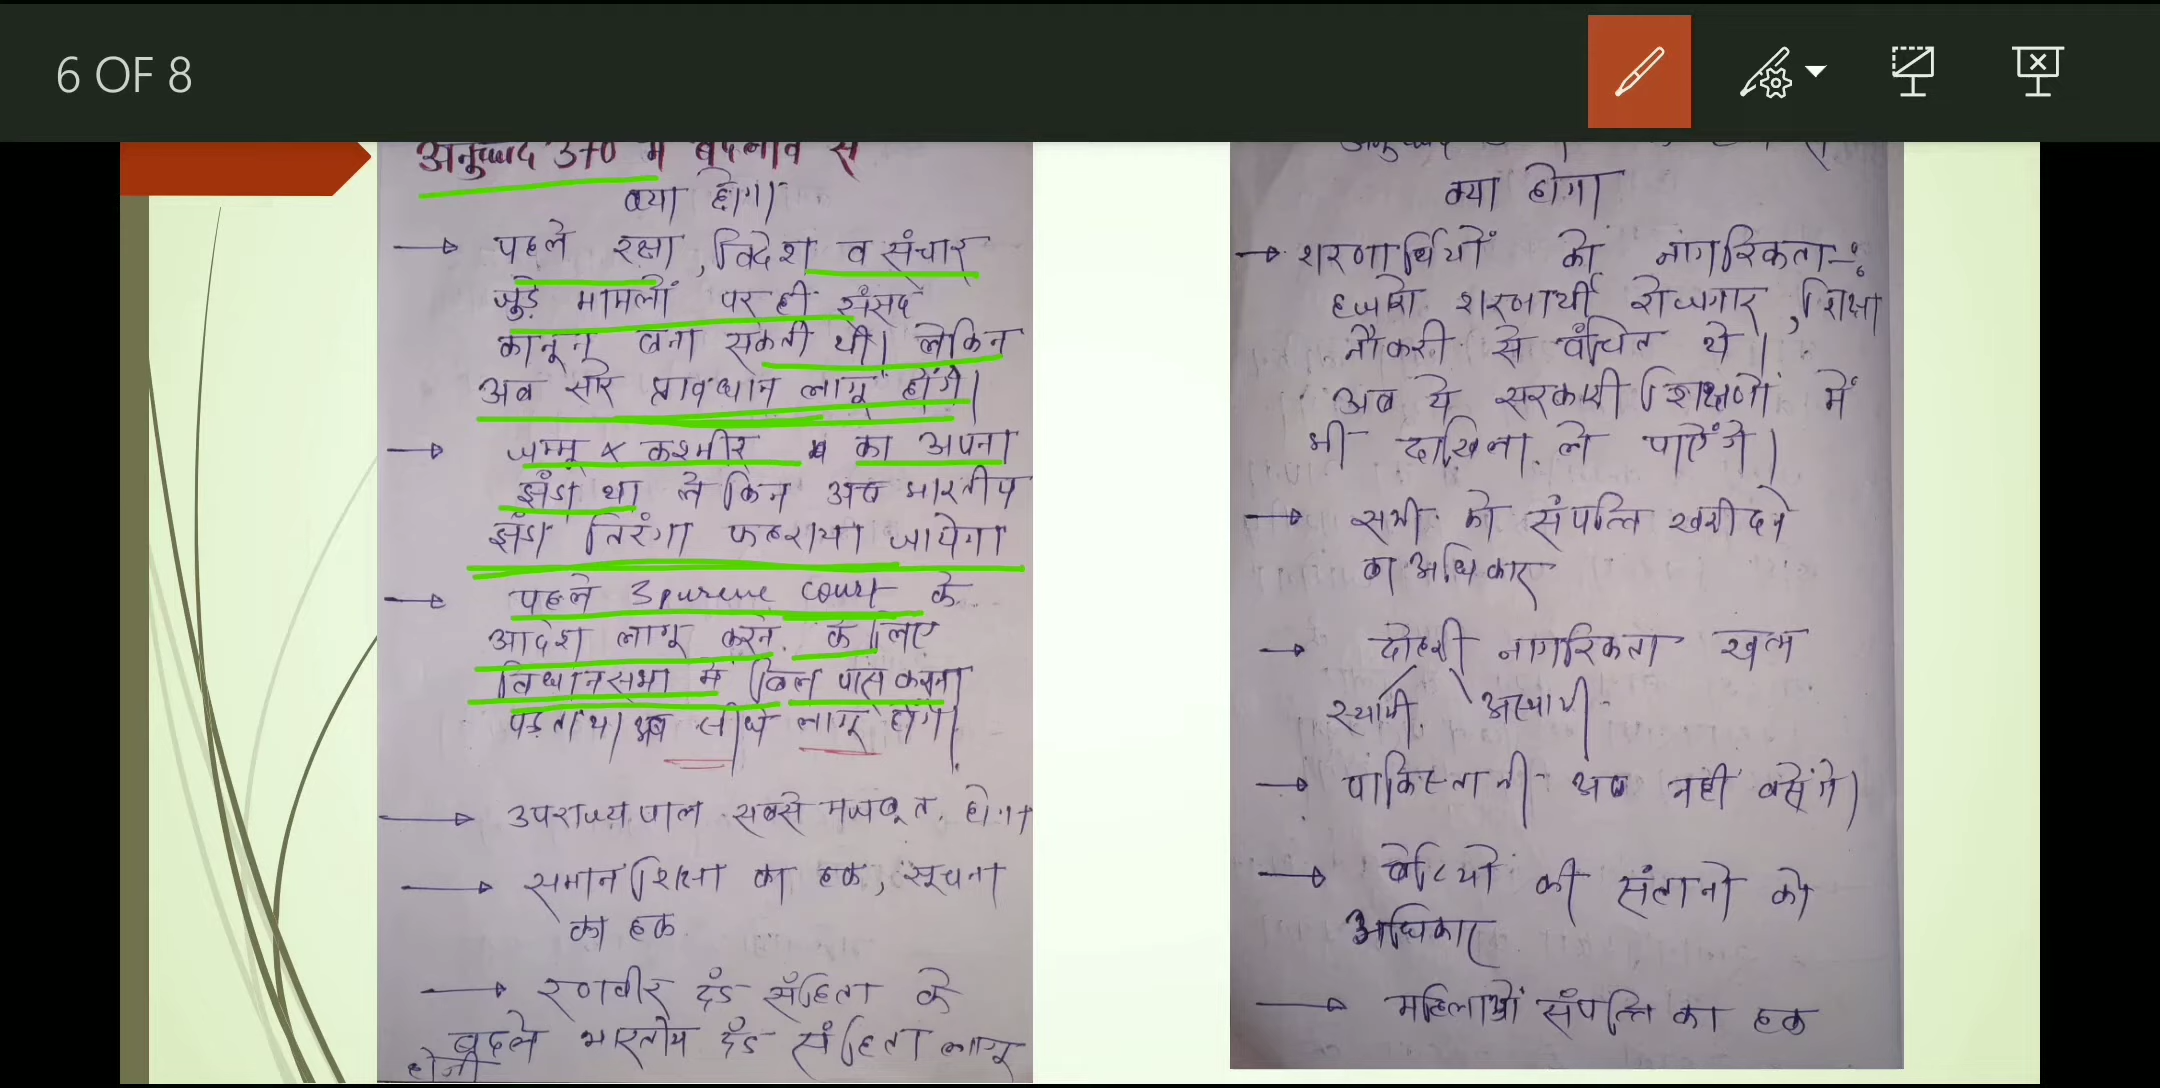 6 OF 8
अनुच्छेद 370 में बदलाव से
क्या होगा
→ पहले रक्षा, विदेश व संचार
जुड़े मामलों पर ही संसद
कानून बना सकती थी। लेकिन
अब सारे प्रावधान लागू होंगे।
→ जम्मू & कश्मीर का अपना
झंडा था लेकिन अब भारतीय
झंडा तिरंगा फहराया जायेगा
→ पहले Supreme court के
आदेश लागू करने के लिए
विधानसभा में बिल पास करना
पड़ता था अब सीधे लागू होंगे।
→ उपराज्यपाल सबसे मजबूत होगा
→ समान शिक्षा का हक, सूचना
का हक
→ रणवीर दंड संहिता के
बदले भारतीय दंड संहिता लागू
होगी
क्या होगा
→ शरणार्थियों को नागरिकता -:
हजारो शरणार्थी रोजगार, शिक्षा
नौकरी से वंचित थे।
अब ये सरकारी शिक्षणो में
भी दाखिला ले पाऐंगे।
→ सभी को संपत्ति खरीदने
का अधिकार
→ दोहरी नागरिकता खत्म
स्थायी अस्थायी
→ पाकिस्तानी अब नहीं बसेंगे।
→ बेटियो की संतानो को
अधिकार
→ महिलाओं संपत्ति का हक